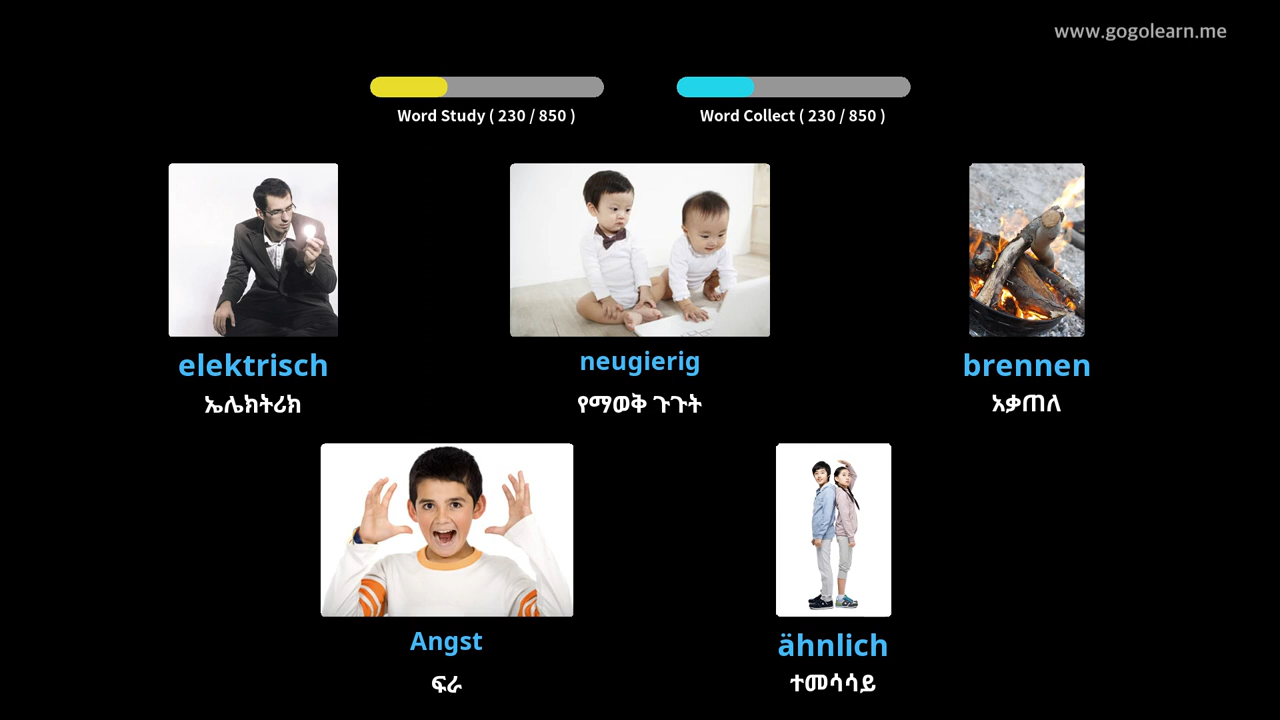 www.gogolearn.me
Word Study ( 230 / 850 )
Word Collect ( 230 / 850 )
elektrisch
ኤሌክትሪክ
neugierig
የማወቅ ጉጉት
brennen
አቃጠለ
Angst
ፍራ
ähnlich
ተመሳሳይ